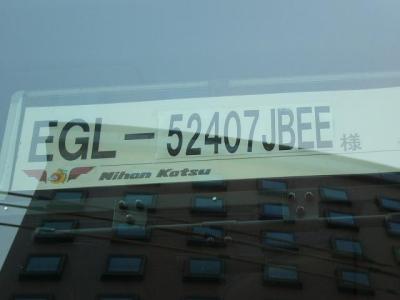 EGL-52407JBEE 様
Nihon Kotsu